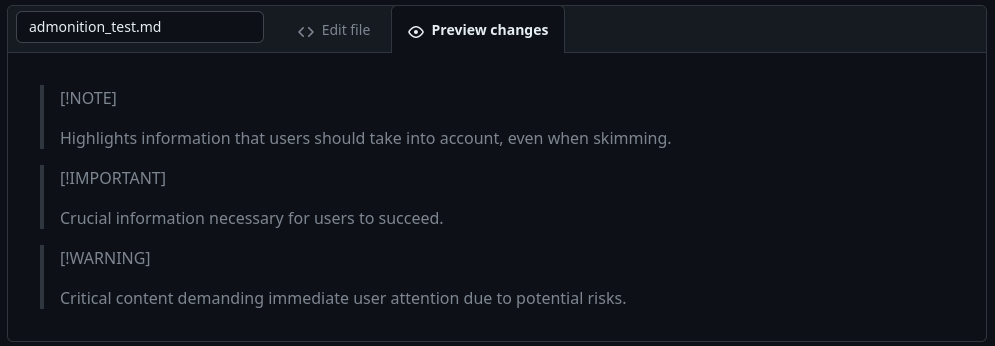 admonition_test.md
Edit file
Preview changes
[!NOTE]
Highlights information that users should take into account, even when skimming.
[!IMPORTANT]
Crucial information necessary for users to succeed.
[!WARNING]
Critical content demanding immediate user attention due to potential risks.